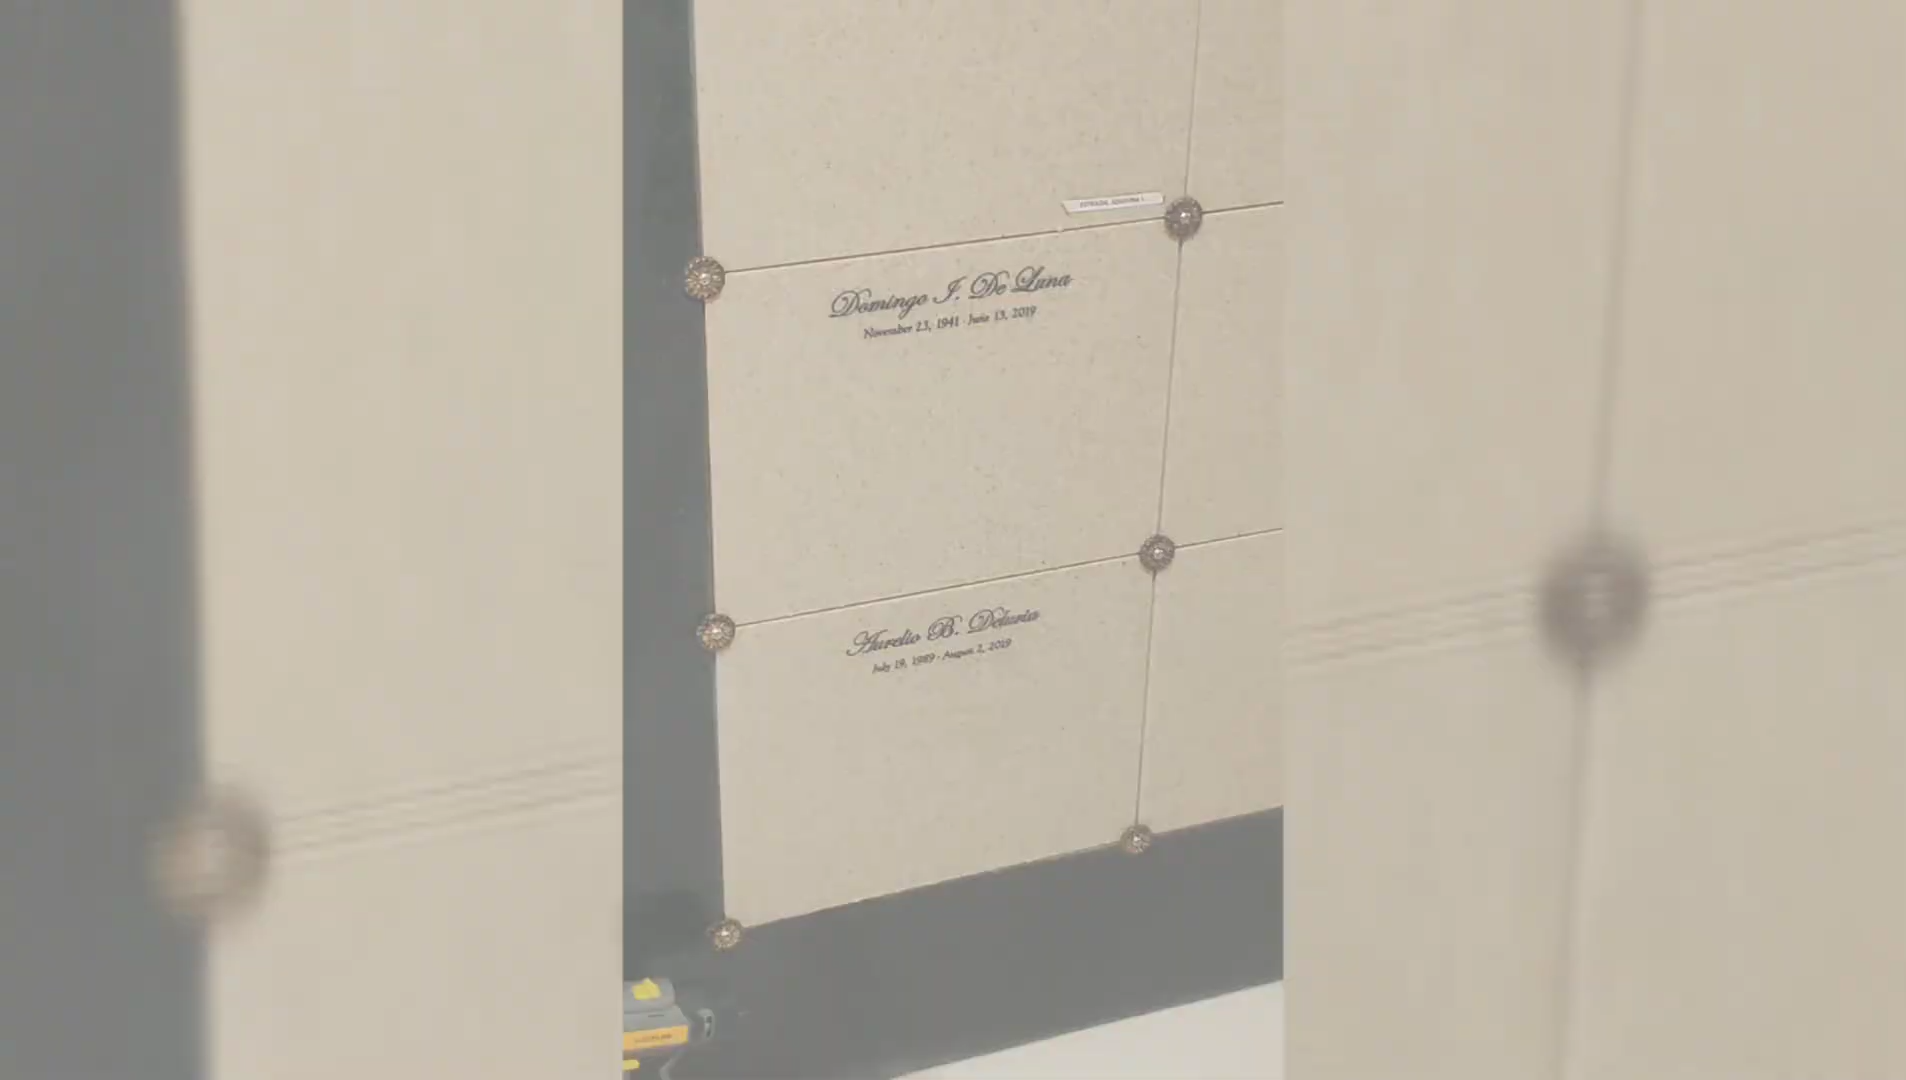 Domingo J. De Luna
November 23, 1941 - June 13, 2019
Aurelio B. Deluria
July 19, 1989 - August 2, 2019